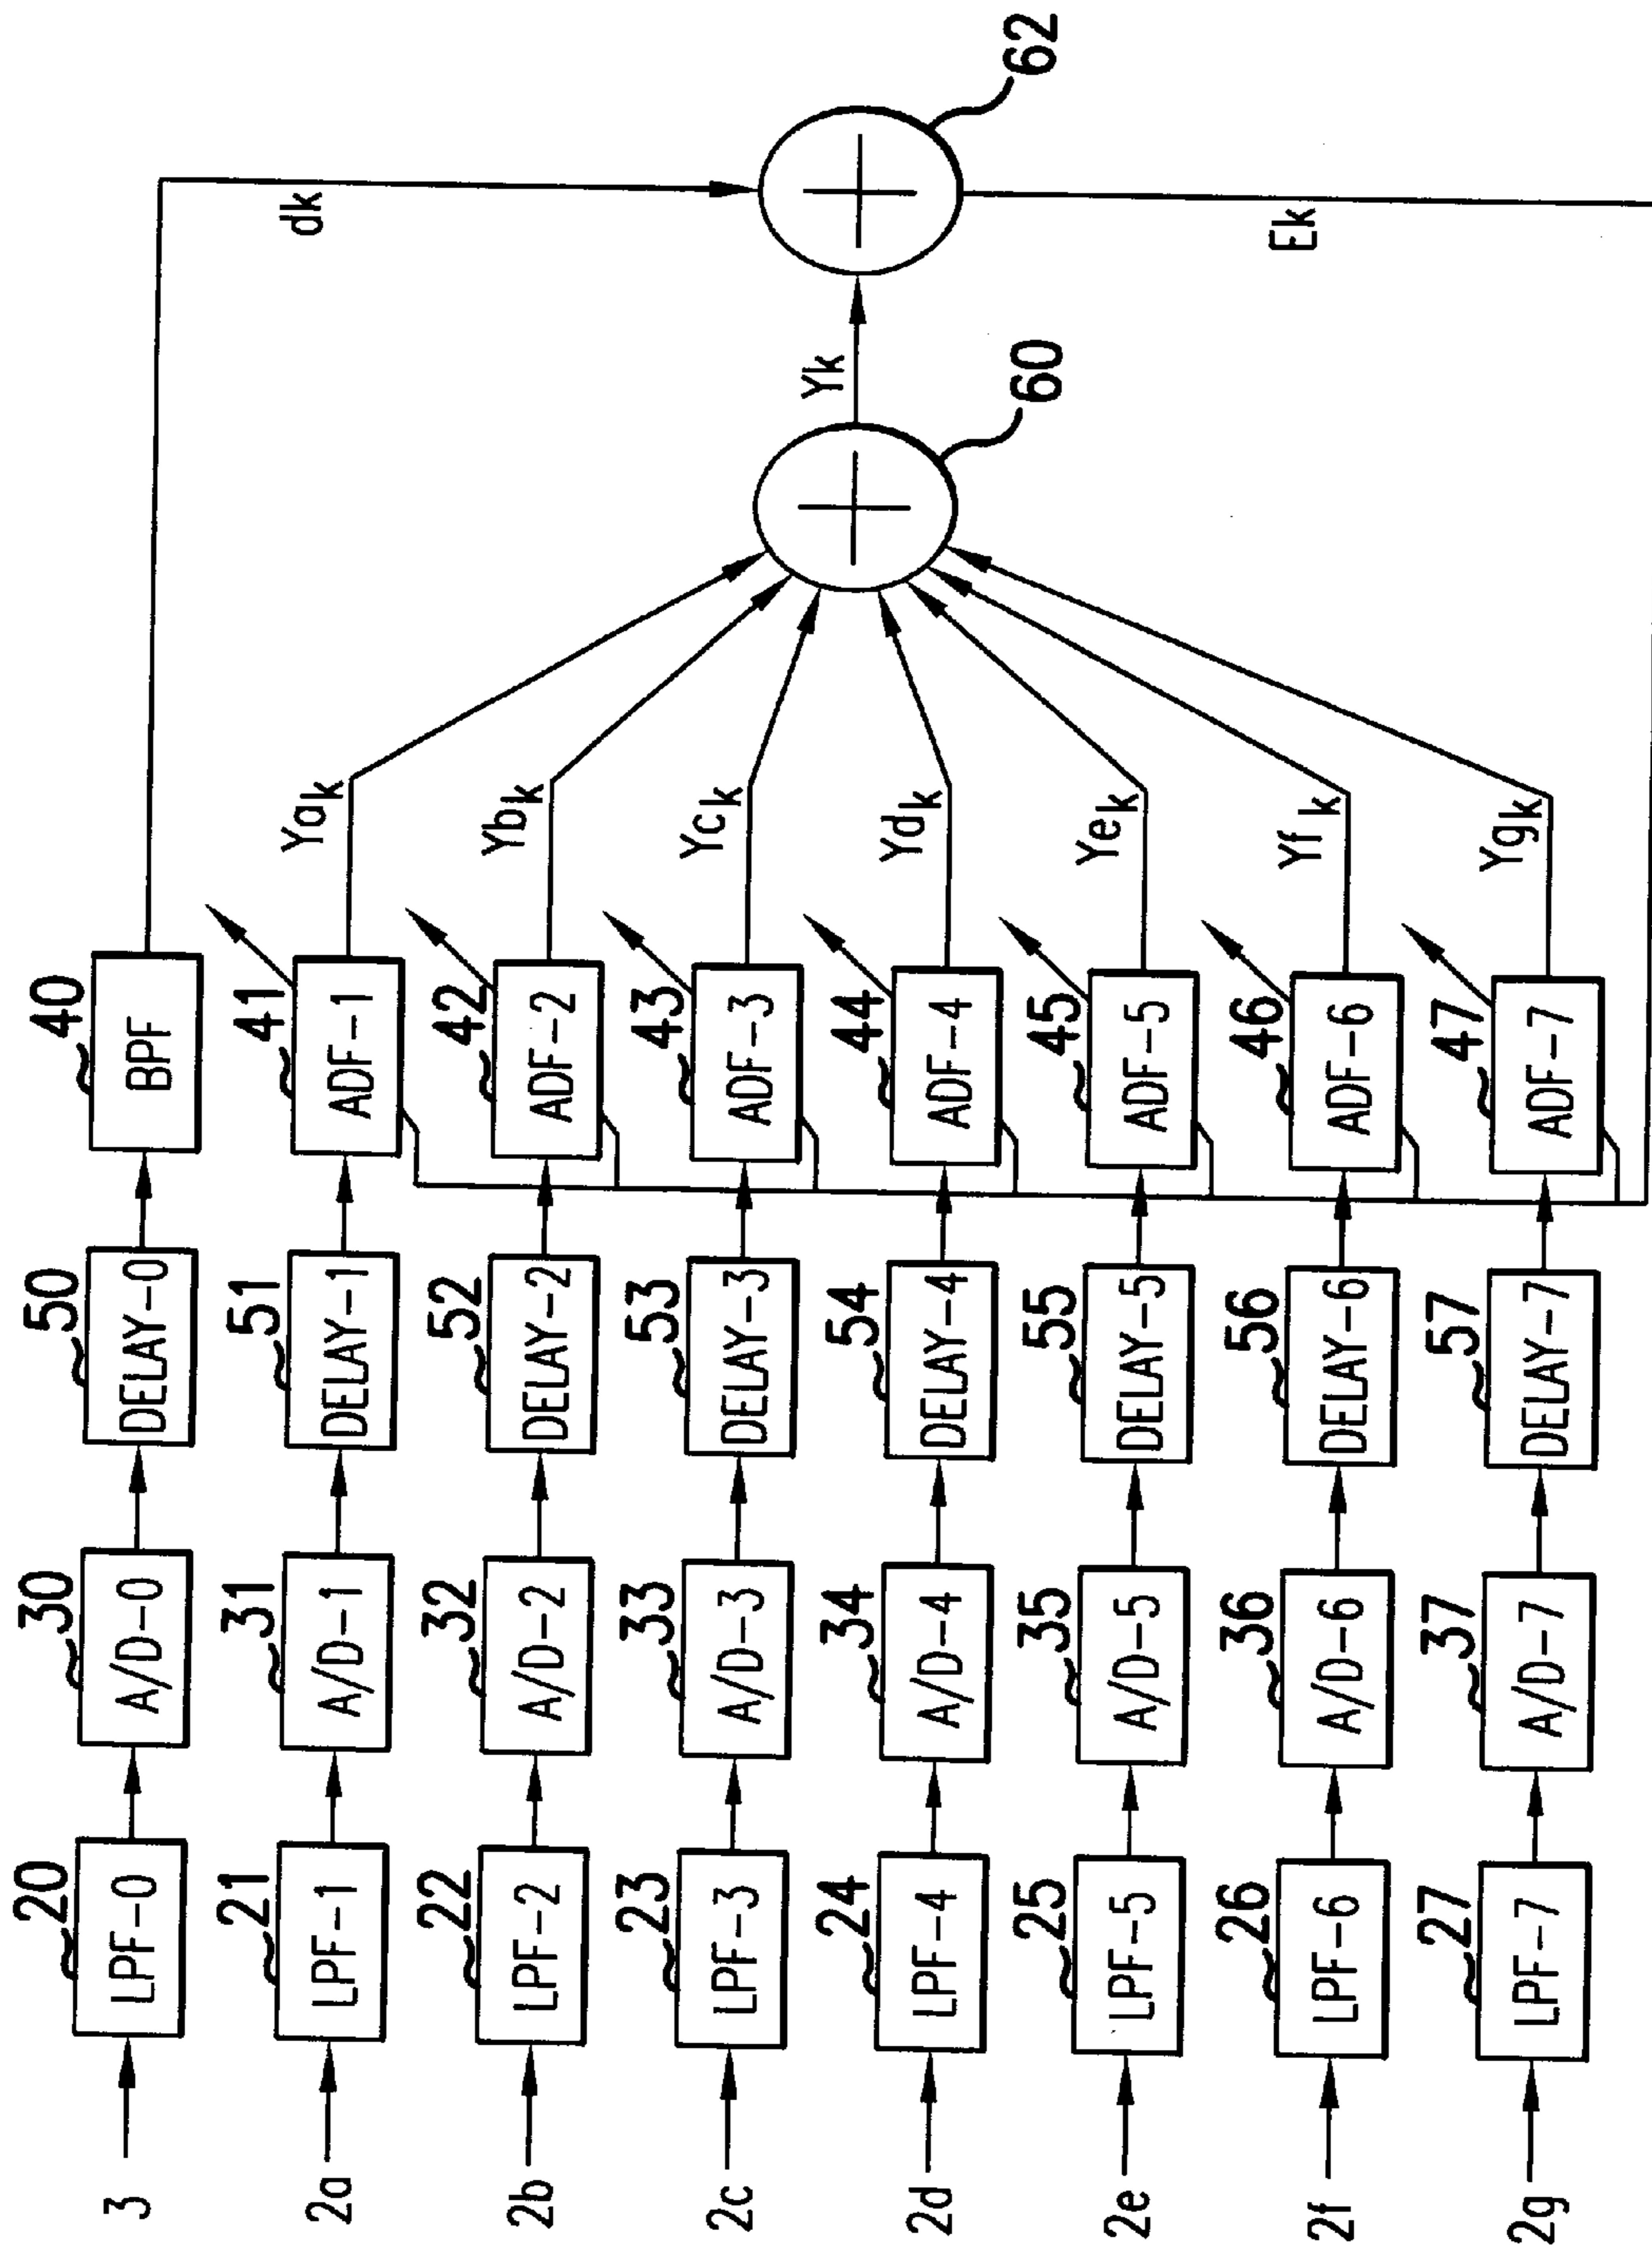 3
20
LPF-0
30
A/D-0
50
DELAY-0
40
BPF
dk
2a
21
LPF-1
31
A/D-1
51
DELAY-1
41
ADF-1
Yak
2b
22
LPF-2
32
A/D-2
52
DELAY-2
42
ADF-2
Ybk
2c
23
LPF-3
33
A/D-3
53
DELAY-3
43
ADF-3
Yck
2d
24
LPF-4
34
A/D-4
54
DELAY-4
44
ADF-4
Ydk
2e
25
LPF-5
35
A/D-5
55
DELAY-5
45
ADF-5
Yek
2f
26
LPF-6
36
A/D-6
56
DELAY-6
46
ADF-6
Yfk
2g
27
LPF-7
37
A/D-7
57
DELAY-7
47
ADF-7
Ygk
+
60
Yk
+
62
Ek